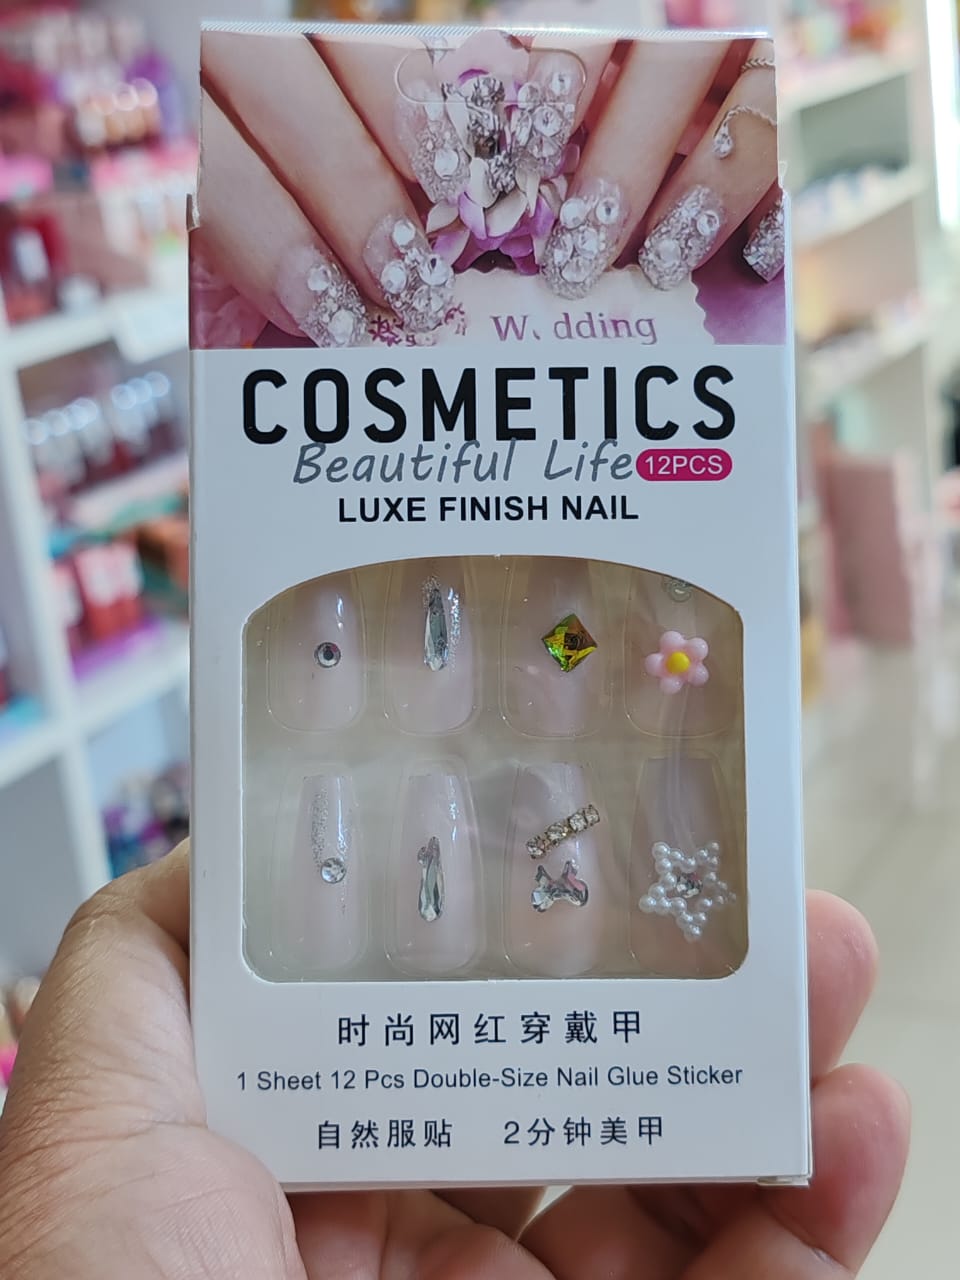 W dding
COSMETICS
Beautiful Life 12PCS
LUXE FINISH NAIL
时尚网红穿戴甲
1 Sheet 12 Pcs Double-Size Nail Glue Sticker
自然服贴 2分钟美甲